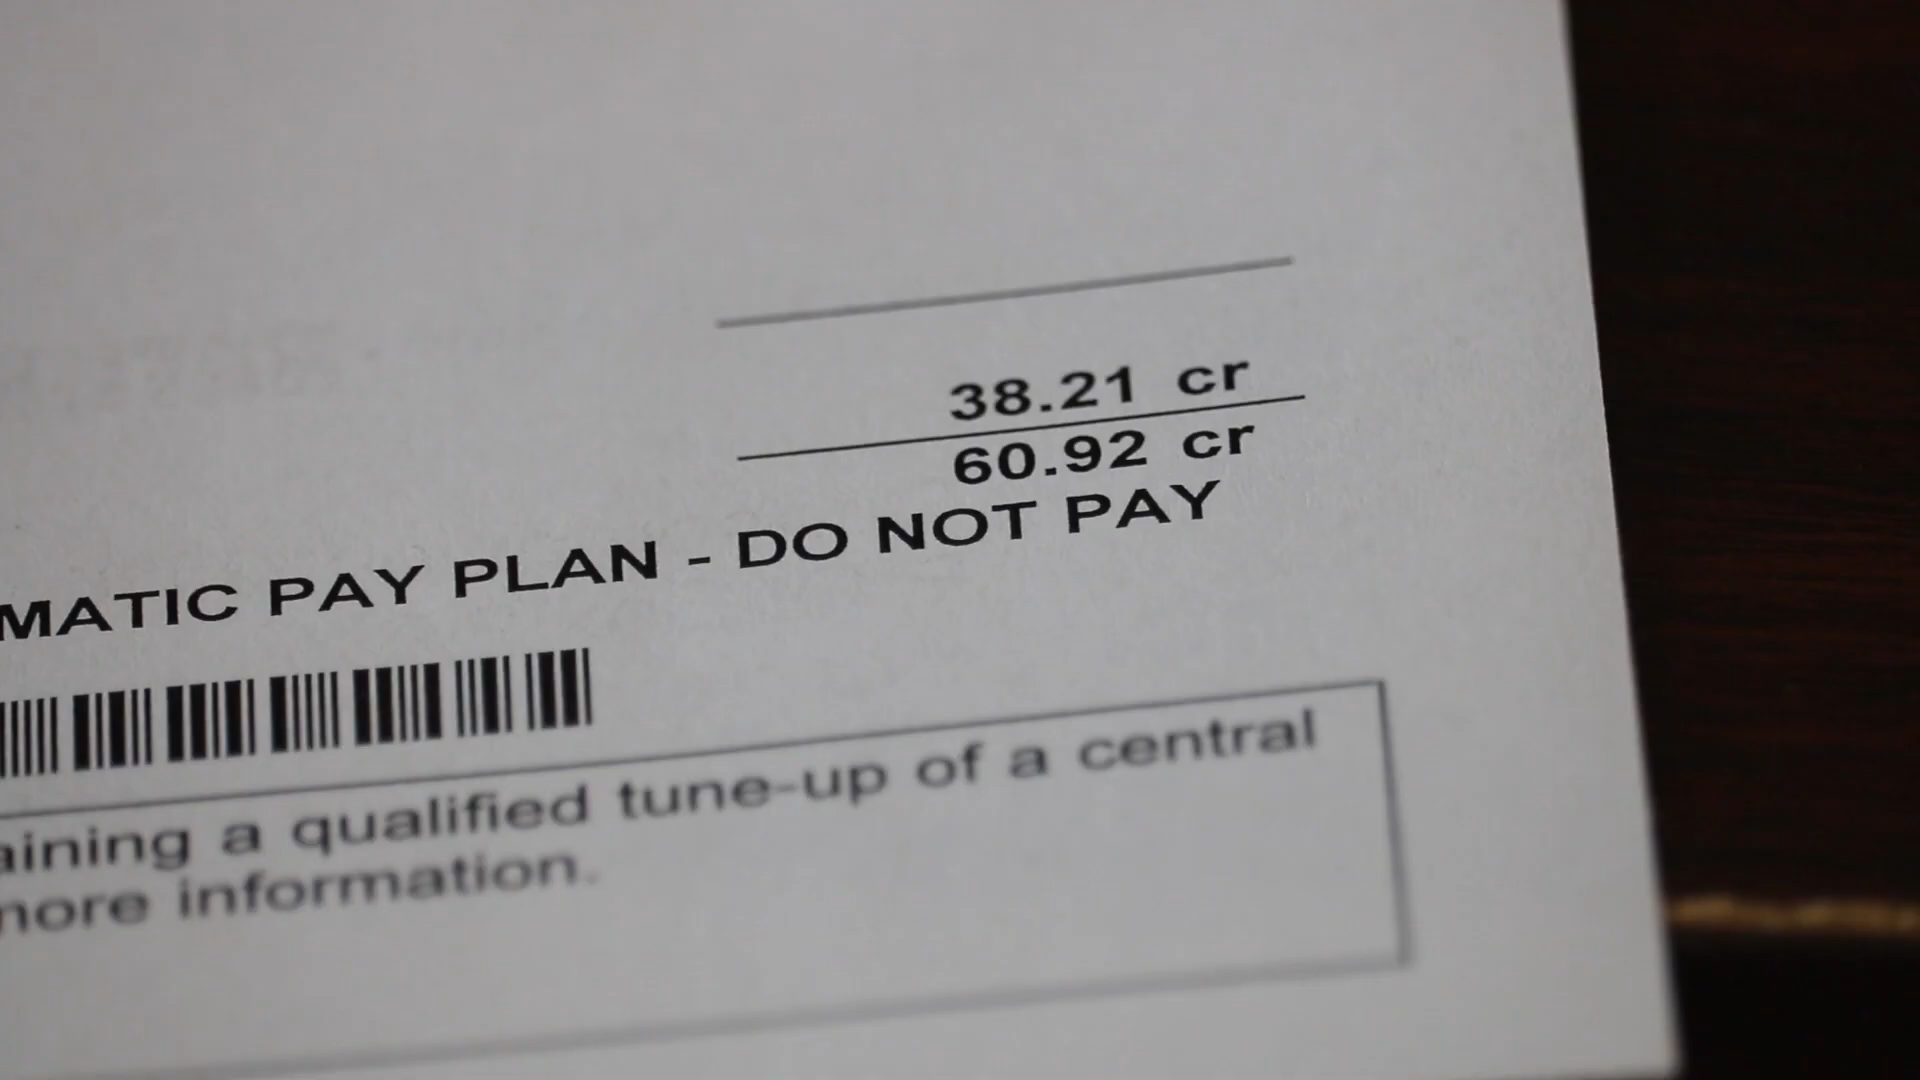 38.21 cr
60.92 cr
MATIC PAY PLAN - DO NOT PAY
aining a qualified tune-up of a central
more information.